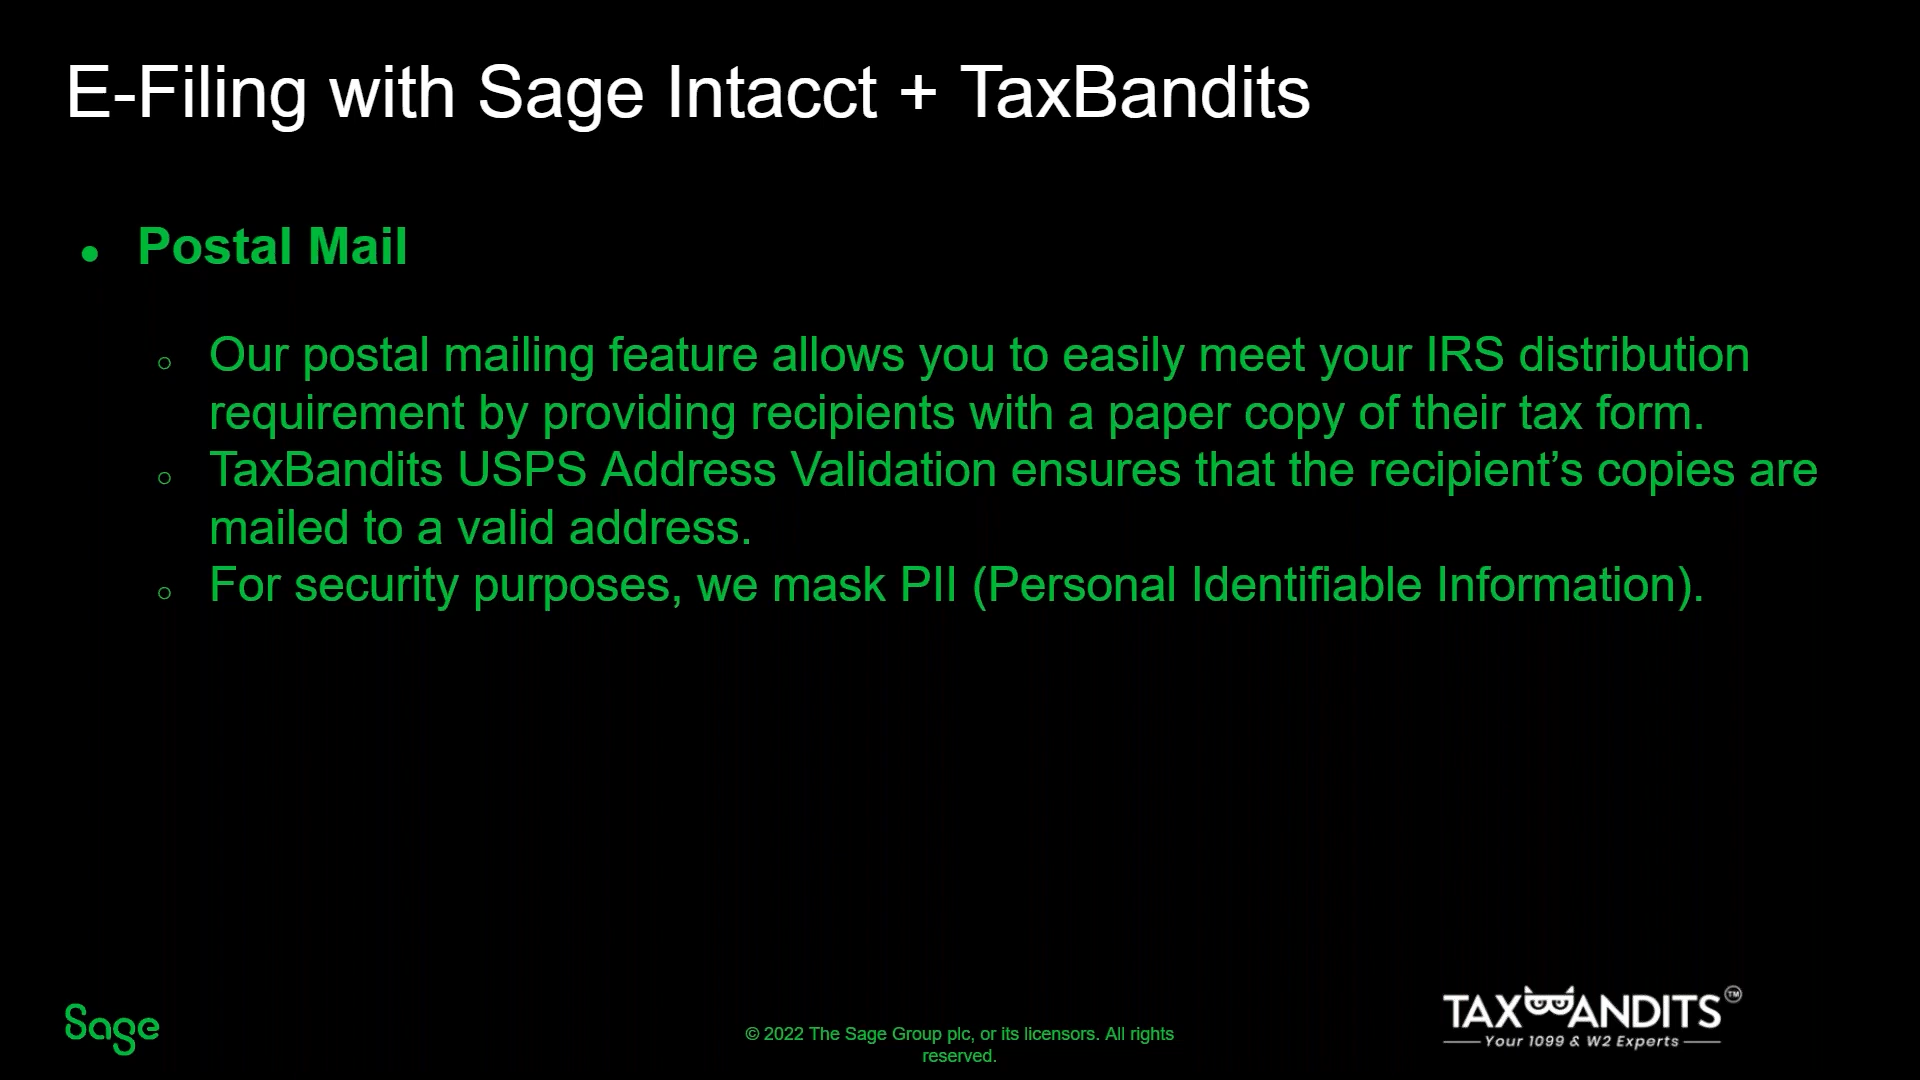 E-Filing with Sage Intacct + TaxBandits
● Postal Mail
○ Our postal mailing feature allows you to easily meet your IRS distribution
requirement by providing recipients with a paper copy of their tax form.
○ TaxBandits USPS Address Validation ensures that the recipient’s copies are
mailed to a valid address.
○ For security purposes, we mask PII (Personal Identifiable Information).
Sage
© 2022 The Sage Group plc, or its licensors. All rights
reserved.
TAXBANDITS™
Your 1099 & W2 Experts